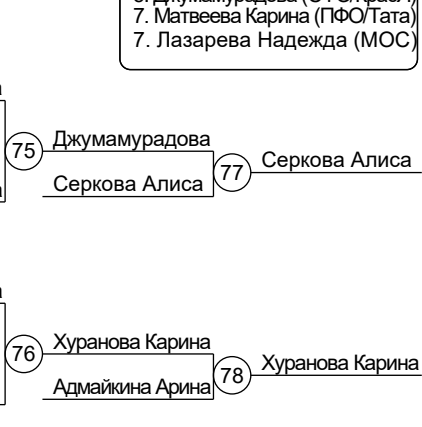 7. Матвеева Карина (ПФО/Тата)
7. Лазарева Надежда (МОС)
75
Джумамурадова
Серкова Алиса
77
Серкова Алиса
76
Хуранова Карина
Адмайкина Арина
78
Хуранова Карина